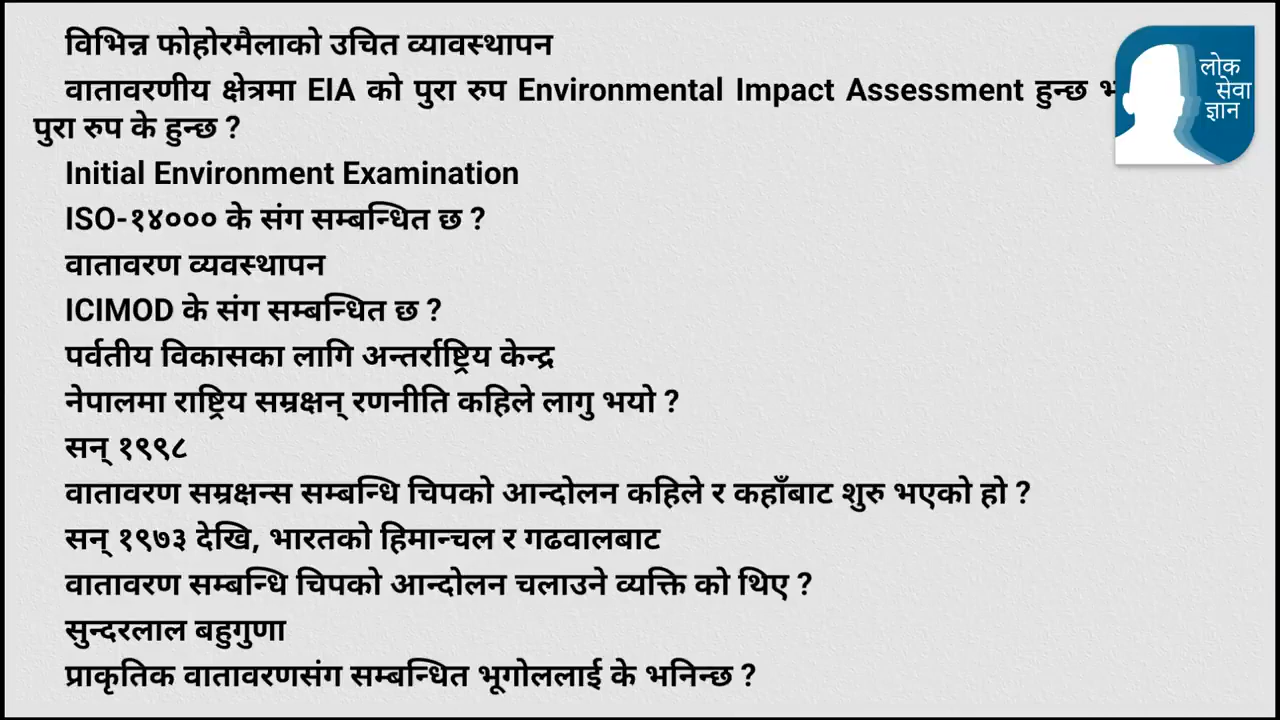 विभिन्न फोहोरमैलाको उचित व्यावस्थापन
वातावरणीय क्षेत्रमा EIA को पुरा रुप Environmental Impact Assessment हुन्छ
पुरा रुप के हुन्छ ?
Initial Environment Examination
ISO-१४००० के संग सम्बन्धित छ ?
वातावरण व्यवस्थापन
ICIMOD के संग सम्बन्धित छ ?
पर्वतीय विकासका लागि अन्तर्राष्ट्रिय केन्द्र
नेपालमा राष्ट्रिय सम्रक्षन् रणनीति कहिले लागु भयो ?
सन् १९९८
वातावरण सम्रक्षन्स सम्बन्धि चिपको आन्दोलन कहिले र कहाँबाट शुरु भएको हो ?
सन् १९७३ देखि, भारतको हिमान्चल र गढवालबाट
वातावरण सम्बन्धि चिपको आन्दोलन चलाउने व्यक्ति को थिए ?
सुन्दरलाल बहुगुणा
प्राकृतिक वातावरणसंग सम्बन्धित भूगोललाई के भनिन्छ ?
लोक
सेवा
ज्ञान